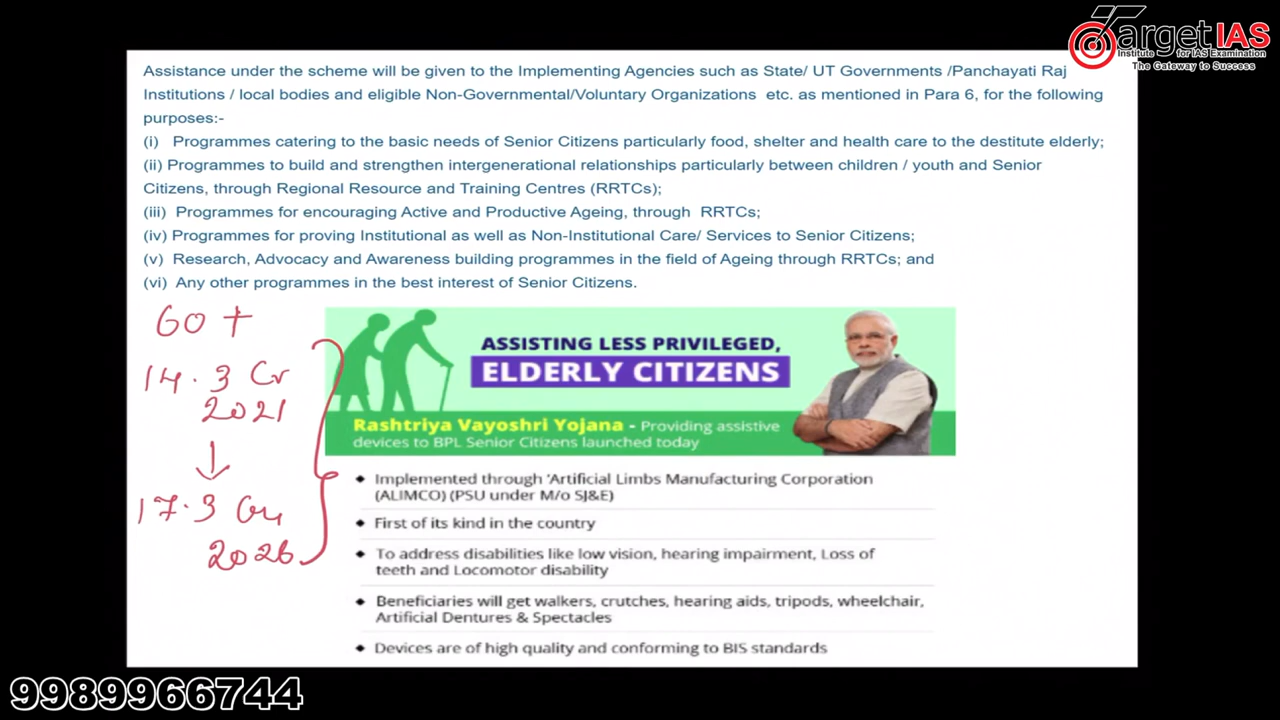 Target IAS
Institute for IAS Examination
The Gateway to Success
Assistance under the scheme will be given to the Implementing Agencies such as State/ UT Governments /Panchayati Raj
Institutions / local bodies and eligible Non-Governmental/Voluntary Organizations etc. as mentioned in Para 6, for the following
purposes:-
(i) Programmes catering to the basic needs of Senior Citizens particularly food, shelter and health care to the destitute elderly;
(ii) Programmes to build and strengthen intergenerational relationships particularly between children / youth and Senior
Citizens, through Regional Resource and Training Centres (RRTCs);
(iii) Programmes for encouraging Active and Productive Ageing, through RRTCs;
(iv) Programmes for proving Institutional as well as Non-Institutional Care/ Services to Senior Citizens;
(v) Research, Advocacy and Awareness building programmes in the field of Ageing through RRTCs; and
(vi) Any other programmes in the best interest of Senior Citizens.
60 +
14.3 Cr
2021
↓
17.3 Cr
2026
ASSISTING LESS PRIVILEGED,
ELDERLY CITIZENS
Rashtriya Vayoshri Yojana - Providing assistive
devices to BPL Senior Citizens launched today
◆ Implemented through 'Artificial Limbs Manufacturing Corporation
(ALIMCO) (PSU under M/o SJ&E)
◆ First of its kind in the country
◆ To address disabilities like low vision, hearing impairment, Loss of
teeth and Locomotor disability
◆ Beneficiaries will get walkers, crutches, hearing aids, tripods, wheelchair,
Artificial Dentures & Spectacles
◆ Devices are of high quality and conforming to BIS standards
9989966744